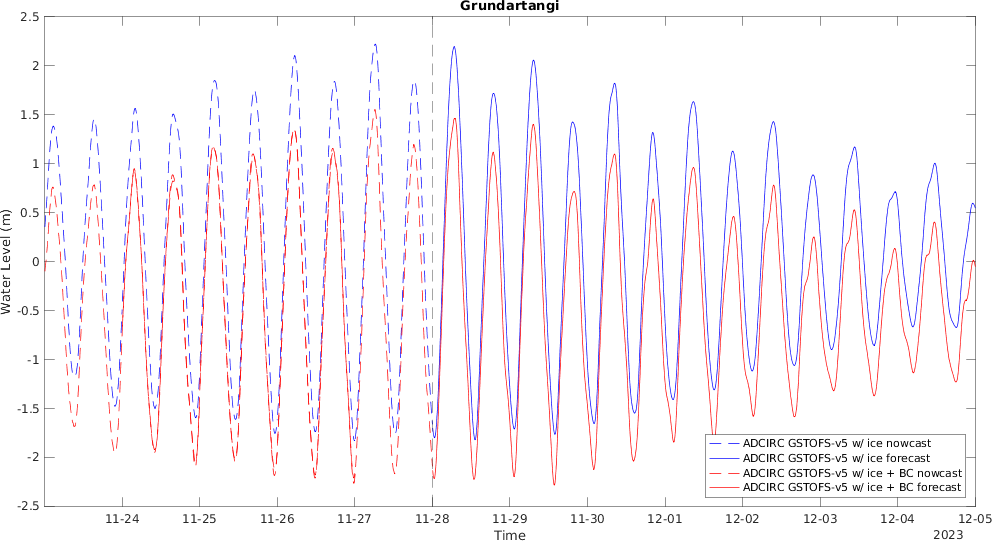 Grundartangi
2.5
2
1.5
1
0.5
0
-0.5
-1
-1.5
-2
-2.5
Water Level (m)
ADCIRC GSTOFS-v5 w/ ice nowcast
ADCIRC GSTOFS-v5 w/ ice forecast
ADCIRC GSTOFS-v5 w/ ice + BC nowcast
ADCIRC GSTOFS-v5 w/ ice + BC forecast
11-24 11-25 11-26 11-27 11-28 11-29 11-30 12-01 12-02 12-03 12-04 12-05
Time
2023